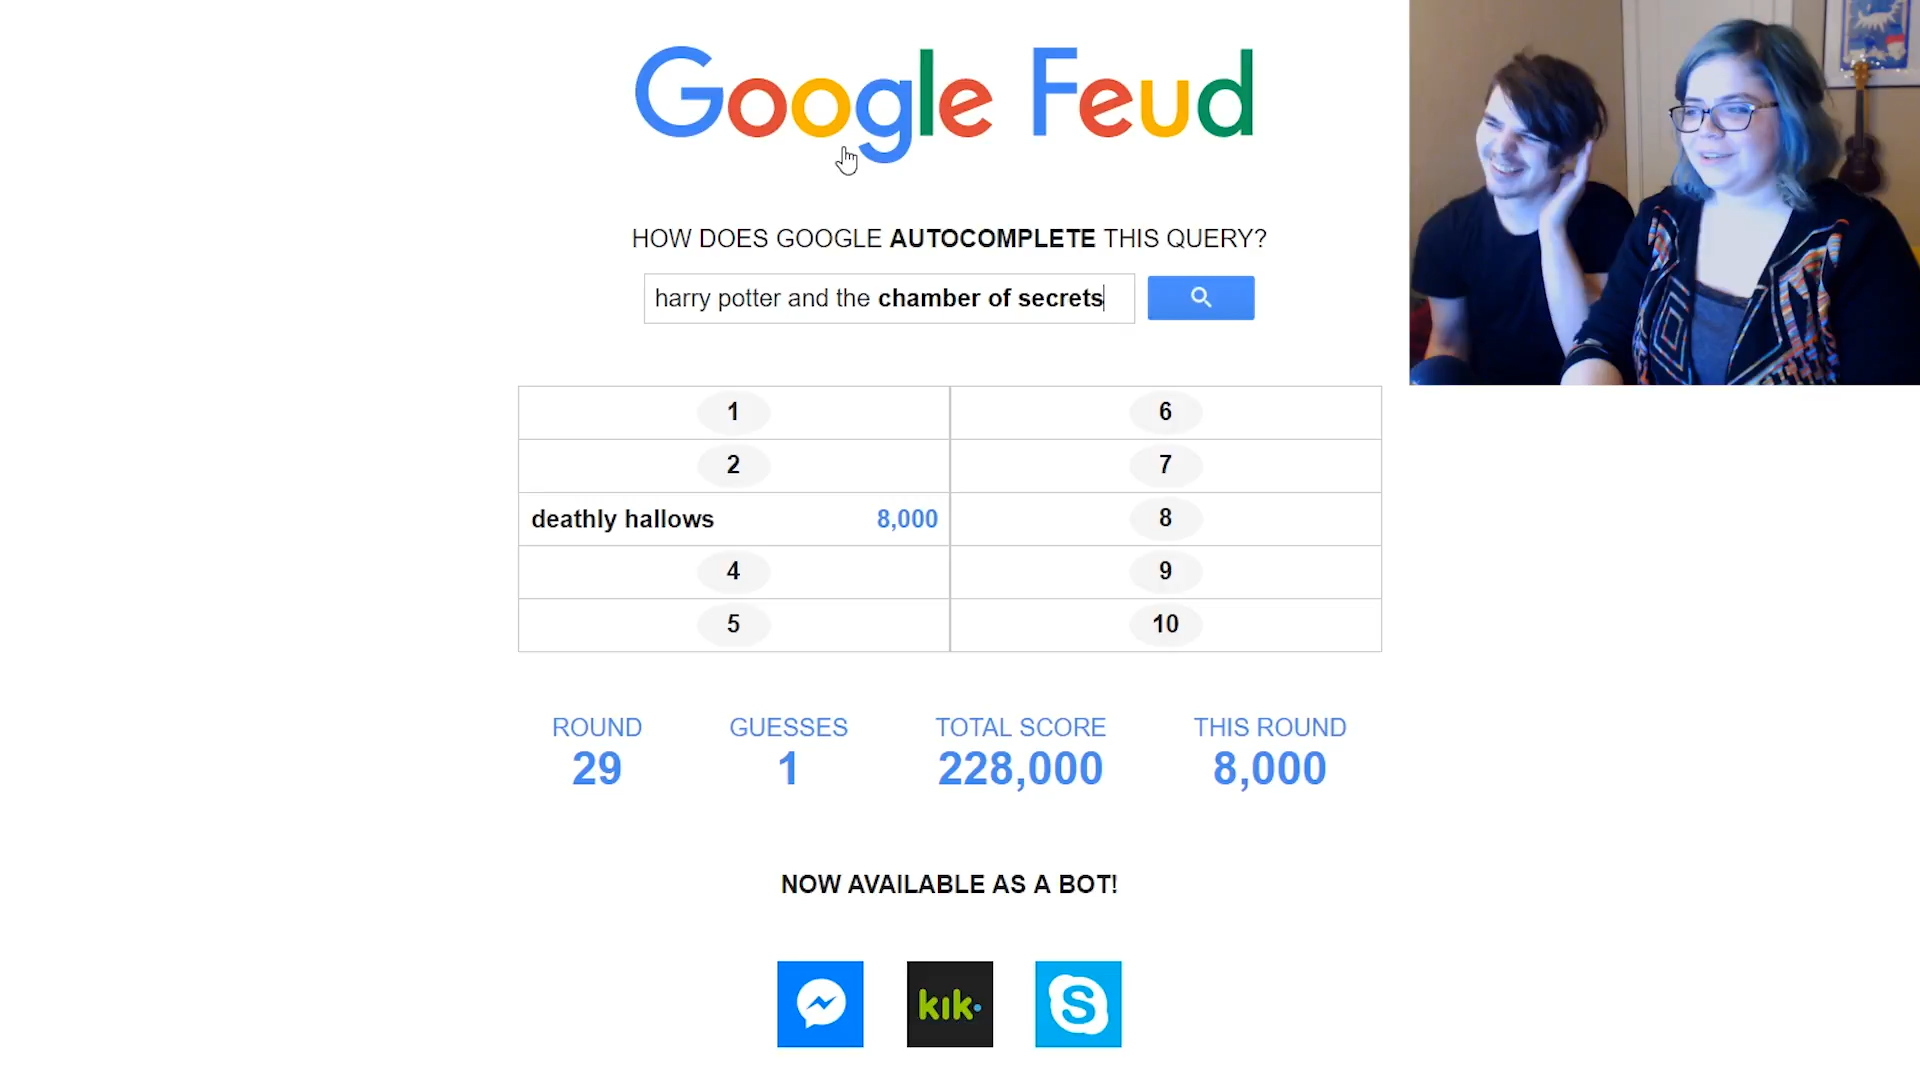 Google Feud
HOW DOES GOOGLE AUTOCOMPLETE THIS QUERY?
harry potter and the chamber of secrets
1
2
deathly hallows 8,000
4
5
6
7
8
9
10
ROUND GUESSES TOTAL SCORE THIS ROUND
29 1 228,000 8,000
NOW AVAILABLE AS A BOT!
kik